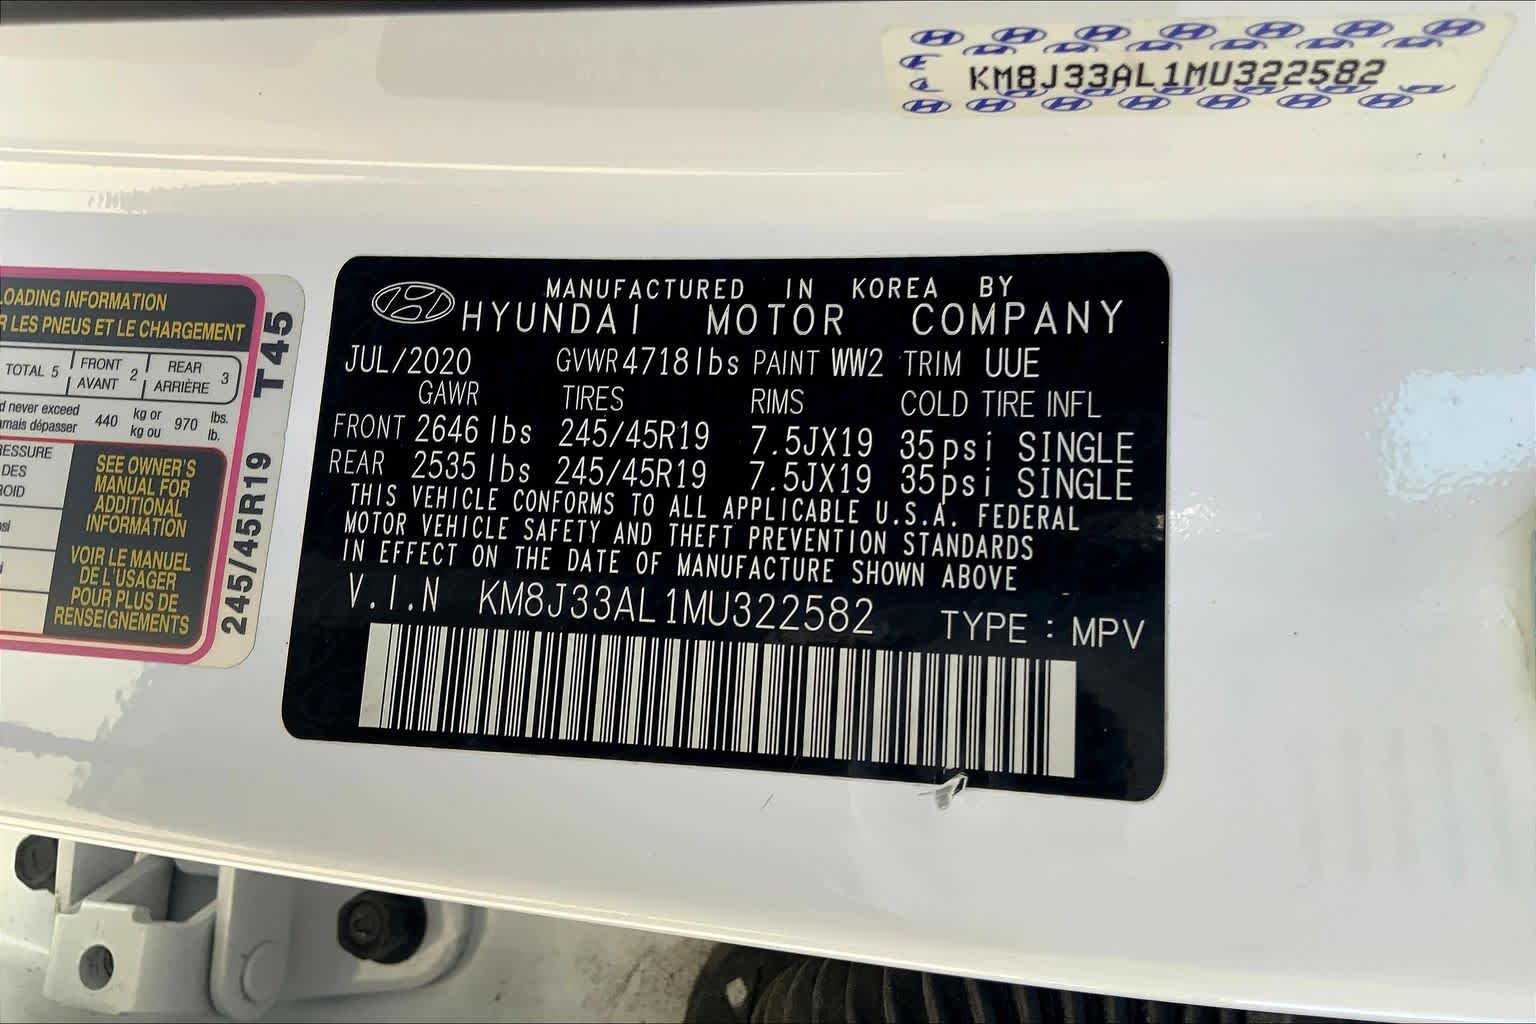 KM8J33AL1MU322582
MANUFACTURED IN KOREA BY
HYUNDAI MOTOR COMPANY
JUL/2020 GVWR 4718lbs PAINT WW2 TRIM UUE
GAWR TIRES RIMS COLD TIRE INFL
FRONT 2646 lbs 245/45R19 7.5JX19 35psi SINGLE
REAR 2535 lbs 245/45R19 7.5JX19 35psi SINGLE
THIS VEHICLE CONFORMS TO ALL APPLICABLE U.S.A. FEDERAL
MOTOR VEHICLE SAFETY AND THEFT PREVENTION STANDARDS
IN EFFECT ON THE DATE OF MANUFACTURE SHOWN ABOVE
V.I.N KM8J33AL1MU322582 TYPE : MPV
LOADING INFORMATION
LES PNEUS ET LE CHARGEMENT
TOTAL 5 FRONT AVANT 2 REAR ARRIÈRE 3
never exceed
jamais dépasser 440 kg or kg ou 970 lbs. lb.
DES
SEE OWNER'S
MANUAL FOR
ADDITIONAL
INFORMATION
VOIR LE MANUEL
DE L'USAGER
POUR PLUS DE
RENSEIGNEMENTS
245/45R19 T45